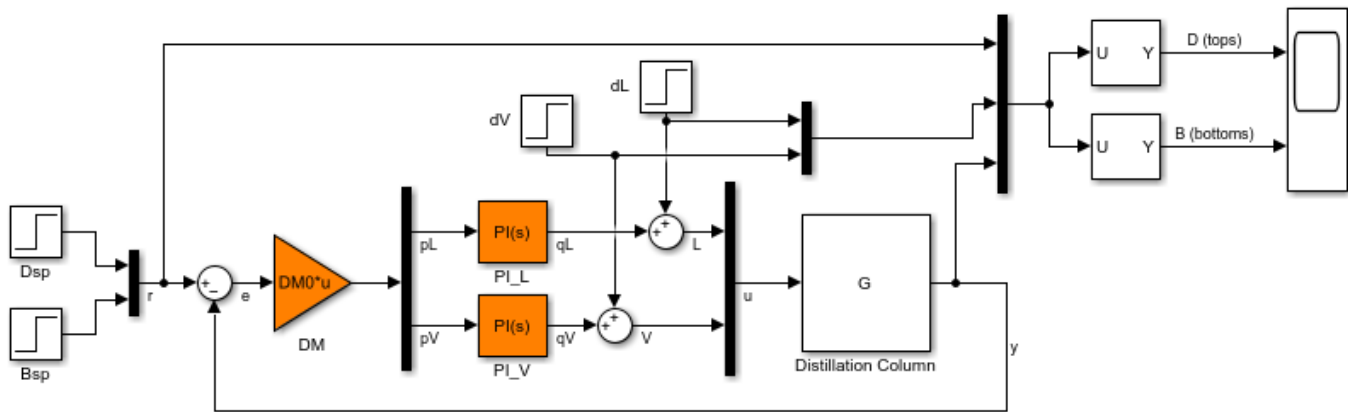 D (tops)
U Y
dL
dV
B (bottoms)
U Y
Dsp
PI(s)
pL
qL
PI_L
L
+ +
+ -
r
e
DM0*u
DM
u
G
Distillation Column
Bsp
PI(s)
pV
qV
PI_V
+ +
V
y